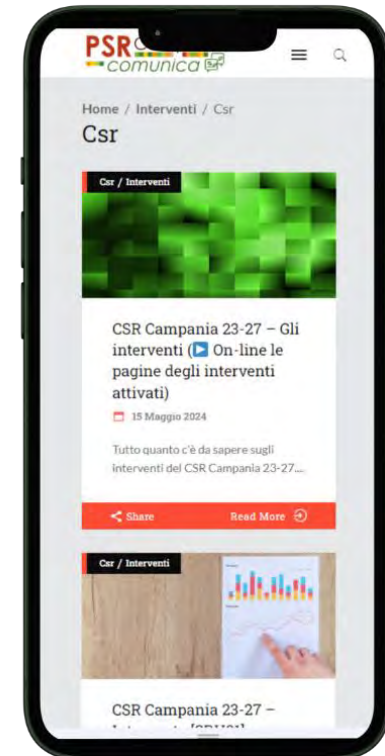 PSR
comunica
Home / Interventi / Csr
Csr
Csr / Interventi
CSR Campania 23-27 – Gli
interventi (▶ On-line le
pagine degli interventi
attivati)
15 Maggio 2024
Tutto quanto c'è da sapere sugli
interventi del CSR Campania 23-27...
Share Read More
Csr / Interventi
CSR Campania 23-27 –